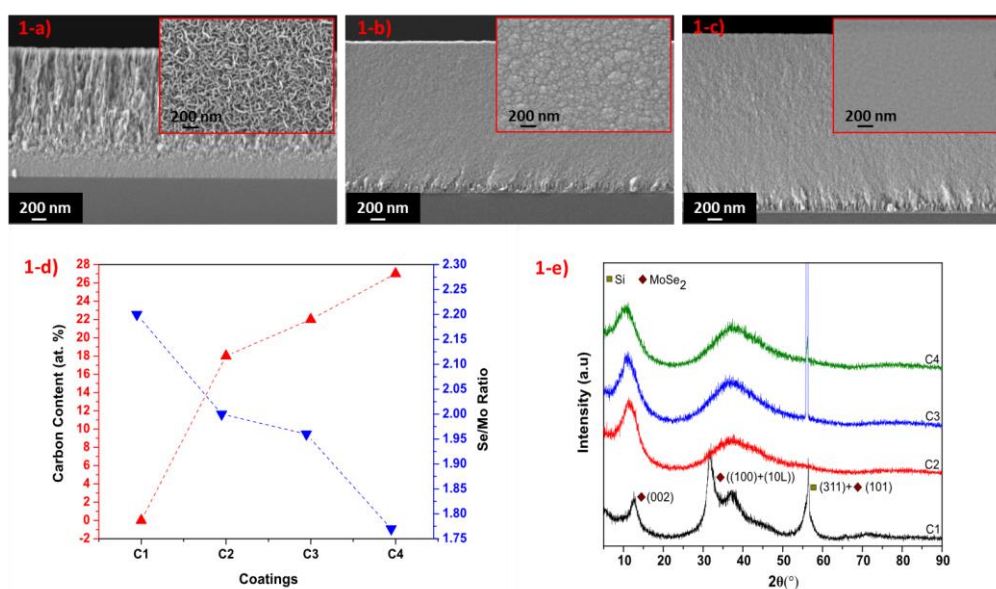 1-a)
200 nm
200 nm
1-b)
200 nm
200 nm
1-c)
200 nm
200 nm
1-d)
Carbon Content (at. %)
28
26
24
22
20
18
16
14
12
10
8
6
4
2
0
-2
2.30
2.25
2.20
2.15
2.10
2.05
2.00
1.95
1.90
1.85
1.80
1.75
Se/Mo Ratio
C1 C2 C3 C4
Coatings
1-e)
Si MoSe2
Intensity (a.u)
C4
C3
C2
((100)+(10L))
(002)
(311)+ (101)
C1
10 20 30 40 50 60 70 80 90
2θ(°)